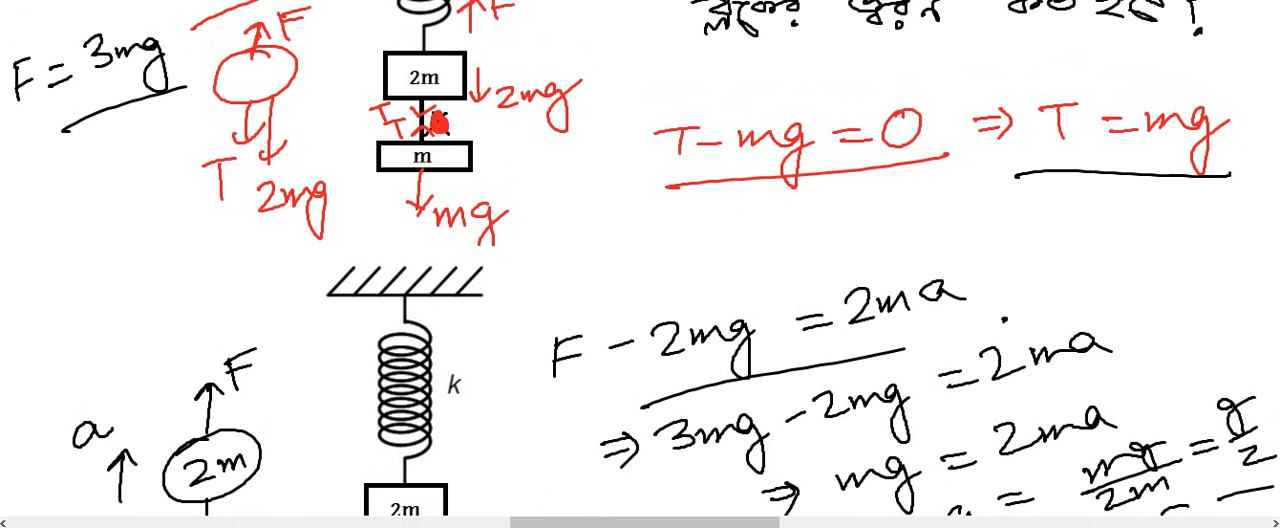 F
F
F = 3mg
2m
2mg
T
T
m
mg
T
2mg
T - mg = 0 ⇒ T = mg
F
a
2m
k
2m
F - 2mg = 2ma
⇒ 3mg - 2mg = 2ma
⇒ mg = 2ma
= mg/2m = g/2